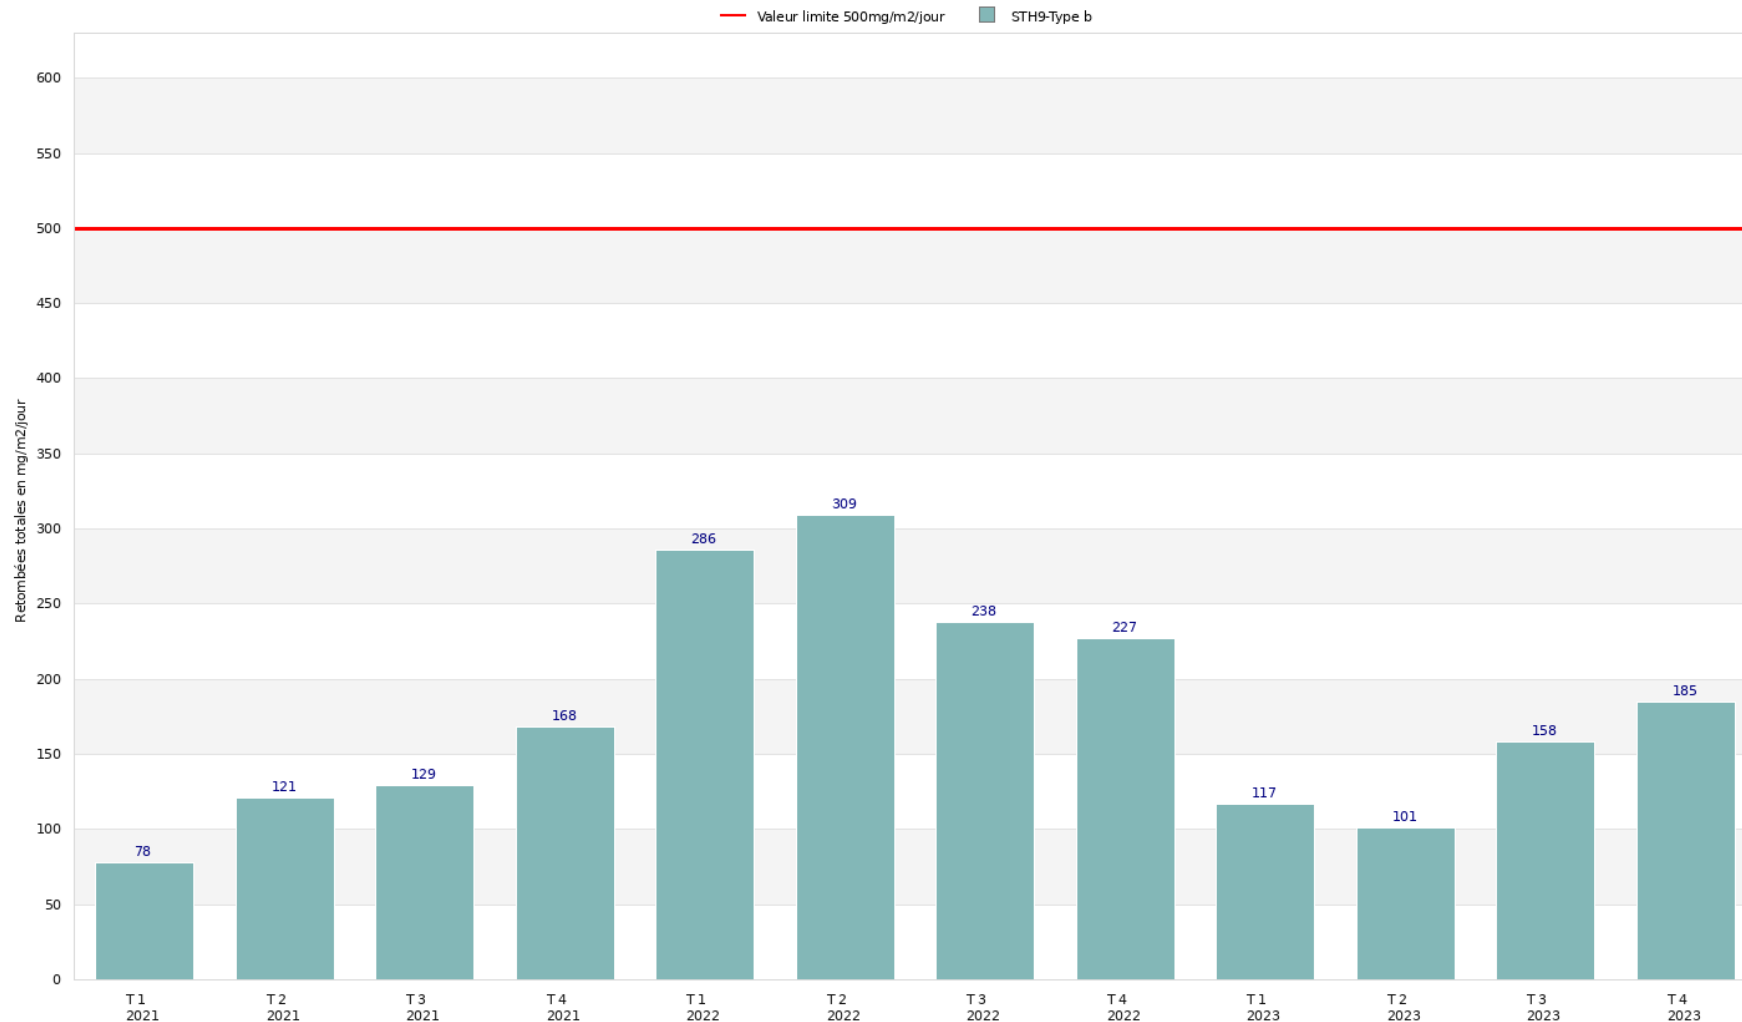 Valeur limite 500mg/m2/jour STH9-Type b
Retombées totales en mg/m2/jour
600
550
500
450
400
350
300
250
200
150
100
50
0
78
121
129
168
286
309
238
227
117
101
158
185
T 1
2021
T 2
2021
T 3
2021
T 4
2021
T 1
2022
T 2
2022
T 3
2022
T 4
2022
T 1
2023
T 2
2023
T 3
2023
T 4
2023